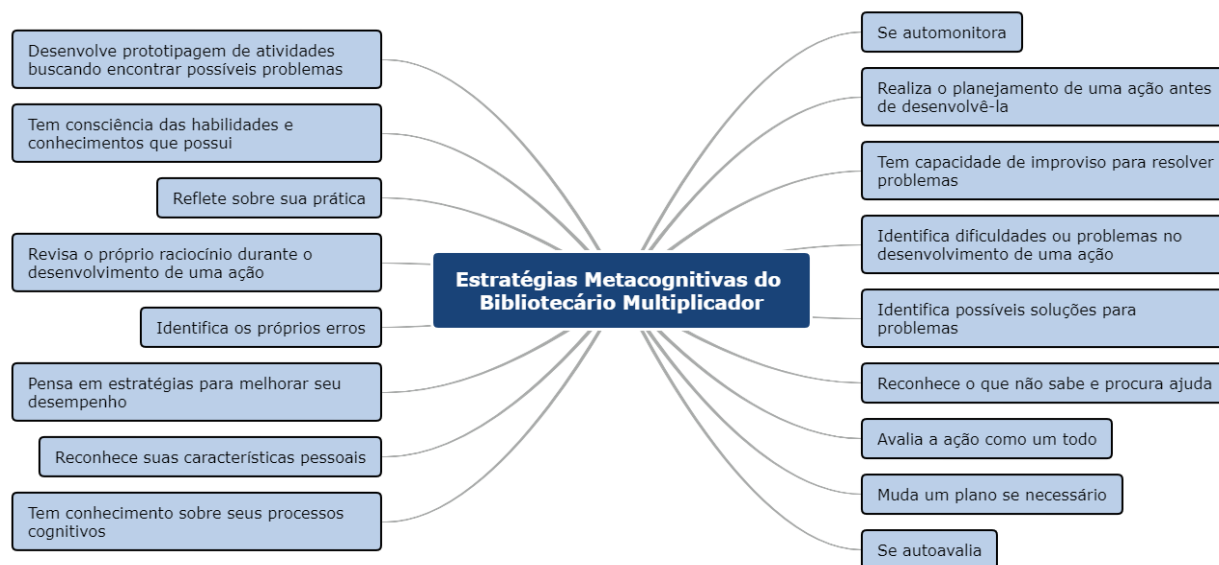 Desenvolve prototipagem de atividades
buscando encontrar possíveis problemas
Tem consciência das habilidades e
conhecimentos que possui
Reflete sobre sua prática
Revisa o próprio raciocínio durante o
desenvolvimento de uma ação
Identifica os próprios erros
Pensa em estratégias para melhorar seu
desempenho
Reconhece suas características pessoais
Tem conhecimento sobre seus processos
cognitivos
Estratégias Metacognitivas do
Bibliotecário Multiplicador
Se automonitora
Realiza o planejamento de uma ação antes
de desenvolvê-la
Tem capacidade de improviso para resolver
problemas
Identifica dificuldades ou problemas no
desenvolvimento de uma ação
Identifica possíveis soluções para
problemas
Reconhece o que não sabe e procura ajuda
Avalia a ação como um todo
Muda um plano se necessário
Se autoavalia